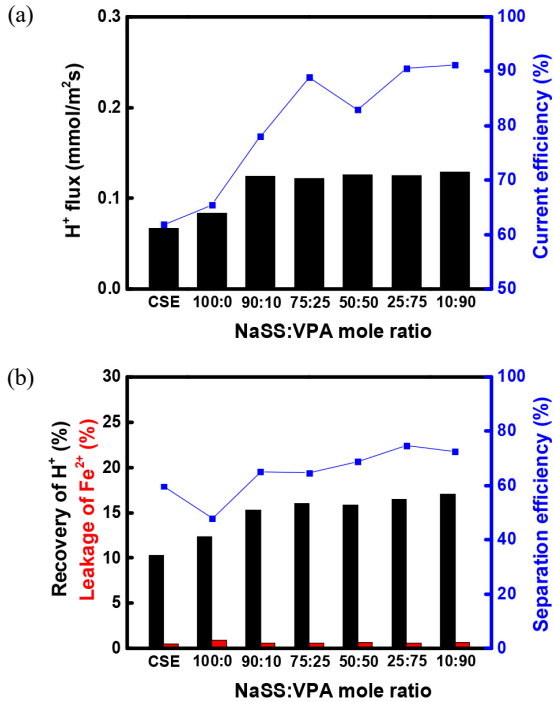 (a)
0.3
0.2
0.1
0.0
H⁺ flux (mmol/m²s)
100
90
80
70
60
50
Current efficiency (%)
CSE 100:0 90:10 75:25 50:50 25:75 10:90
NaSS:VPA mole ratio
(b)
30
25
20
15
10
5
0
Recovery of H⁺ (%)
Leakage of Fe²⁺ (%)
100
80
60
40
20
0
Separation efficiency (%)
CSE 100:0 90:10 75:25 50:50 25:75 10:90
NaSS:VPA mole ratio